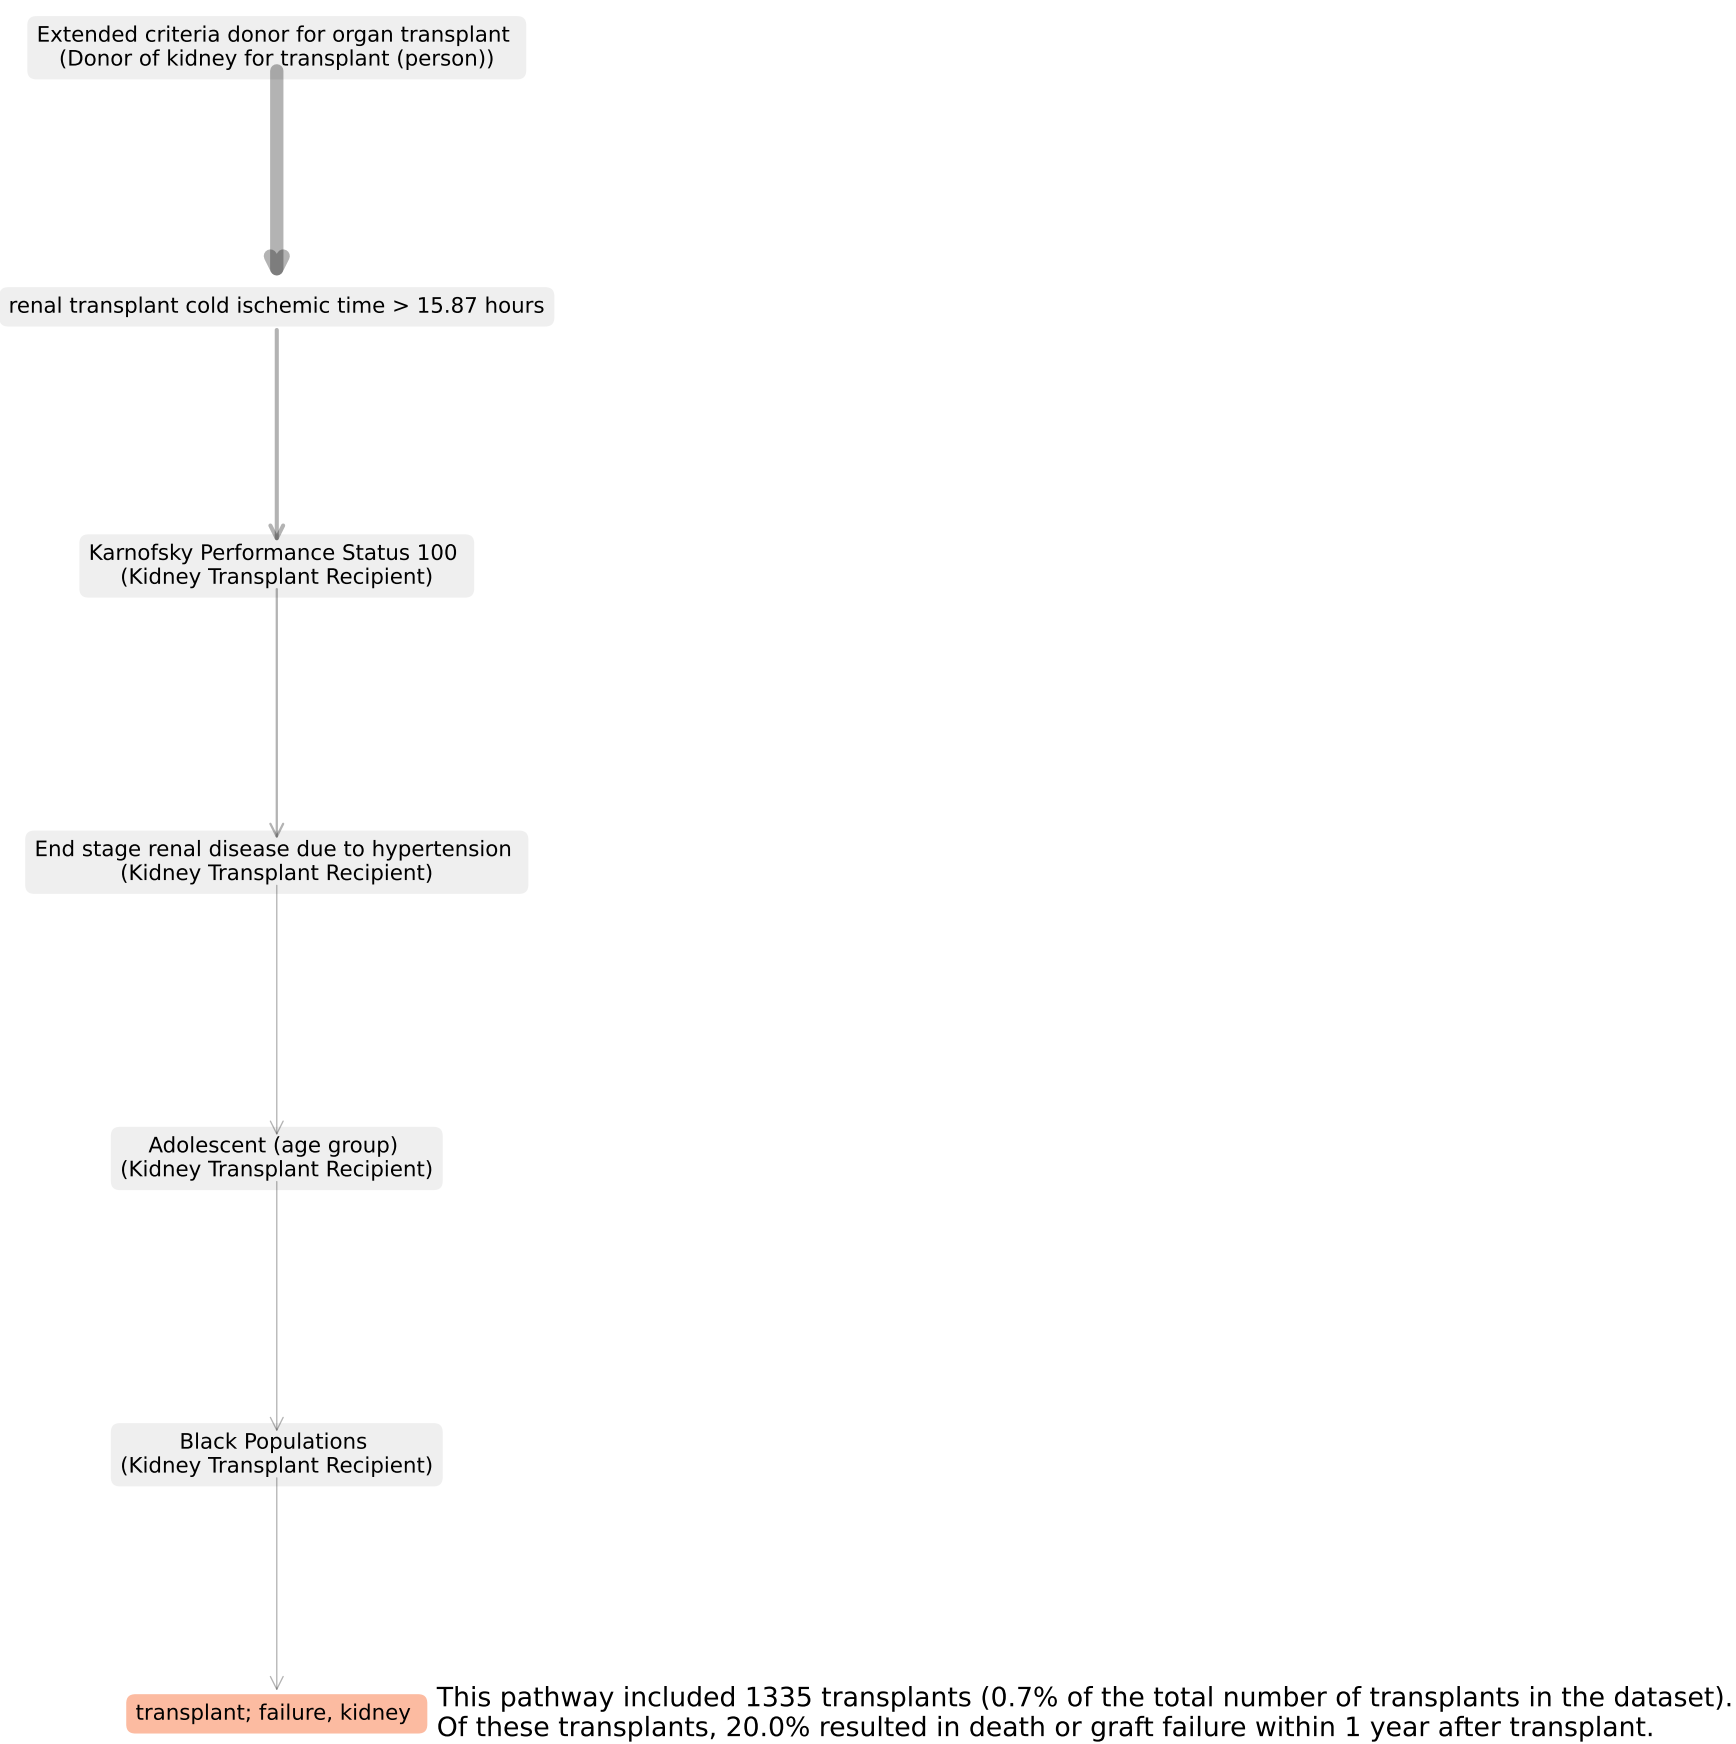 Extended criteria donor for organ transplant
(Donor of kidney for transplant (person))
renal transplant cold ischemic time > 15.87 hours
Karnofsky Performance Status 100
(Kidney Transplant Recipient)
End stage renal disease due to hypertension
(Kidney Transplant Recipient)
Adolescent (age group)
(Kidney Transplant Recipient)
Black Populations
(Kidney Transplant Recipient)
transplant; failure, kidney
This pathway included 1335 transplants (0.7% of the total number of transplants in the dataset).
Of these transplants, 20.0% resulted in death or graft failure within 1 year after transplant.